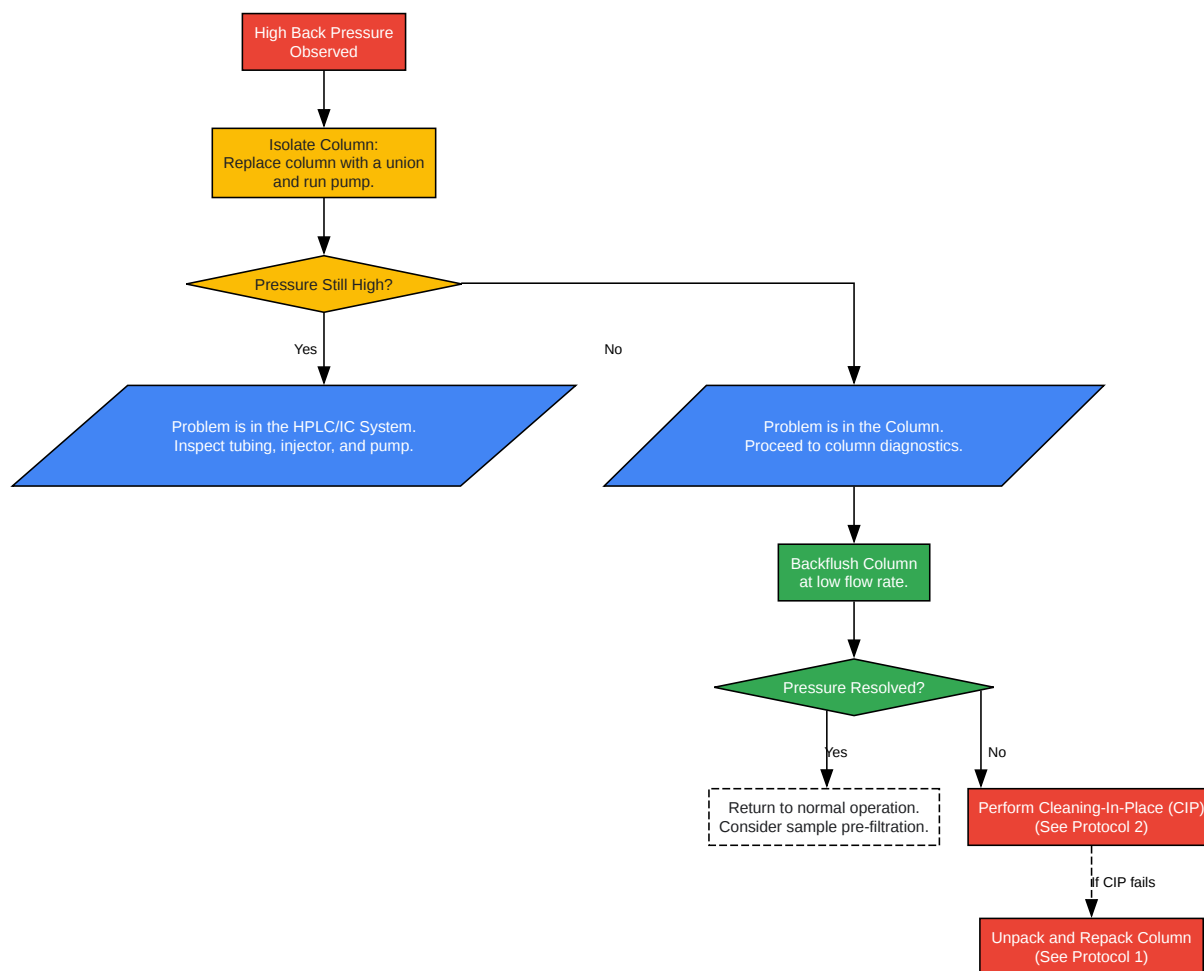 High Back Pressure
Observed
Isolate Column:
Replace column with a union
and run pump.
Pressure Still High?
Yes
No
Problem is in the HPLC/IC System.
Inspect tubing, injector, and pump.
Problem is in the Column.
Proceed to column diagnostics.
Backflush Column
at low flow rate.
Pressure Resolved?
Yes
No
Return to normal operation.
Consider sample pre-filtration.
Perform Cleaning-In-Place (CIP)
(See Protocol 2)
If CIP fails
Unpack and Repack Column
(See Protocol 1)